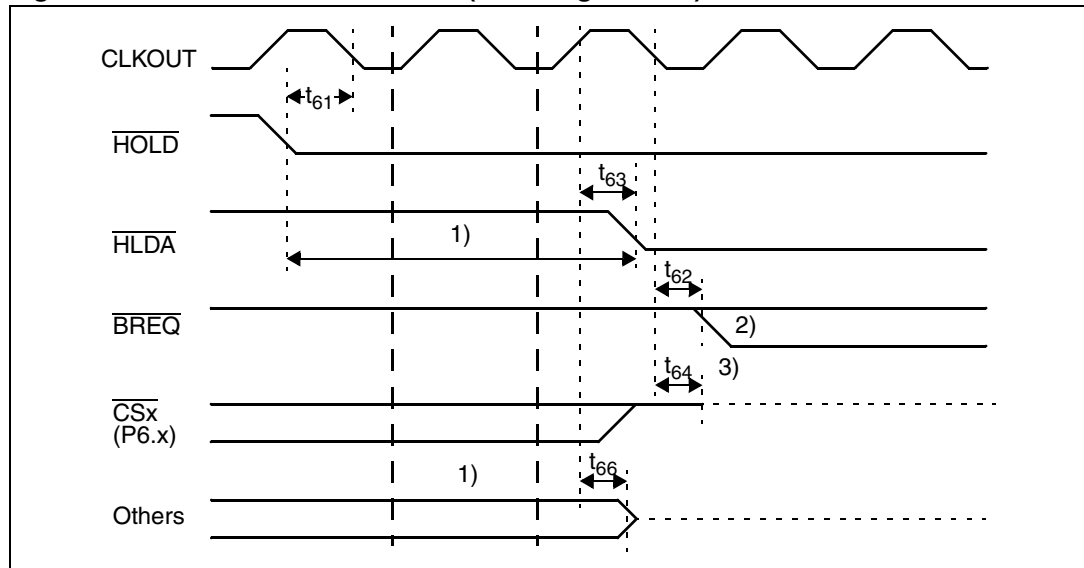 CLKOUT
t61
HOLD
t63
HLDA
1)
t62
BREQ
2)
3)
t64
CSx
(P6.x)
1)
t66
Others